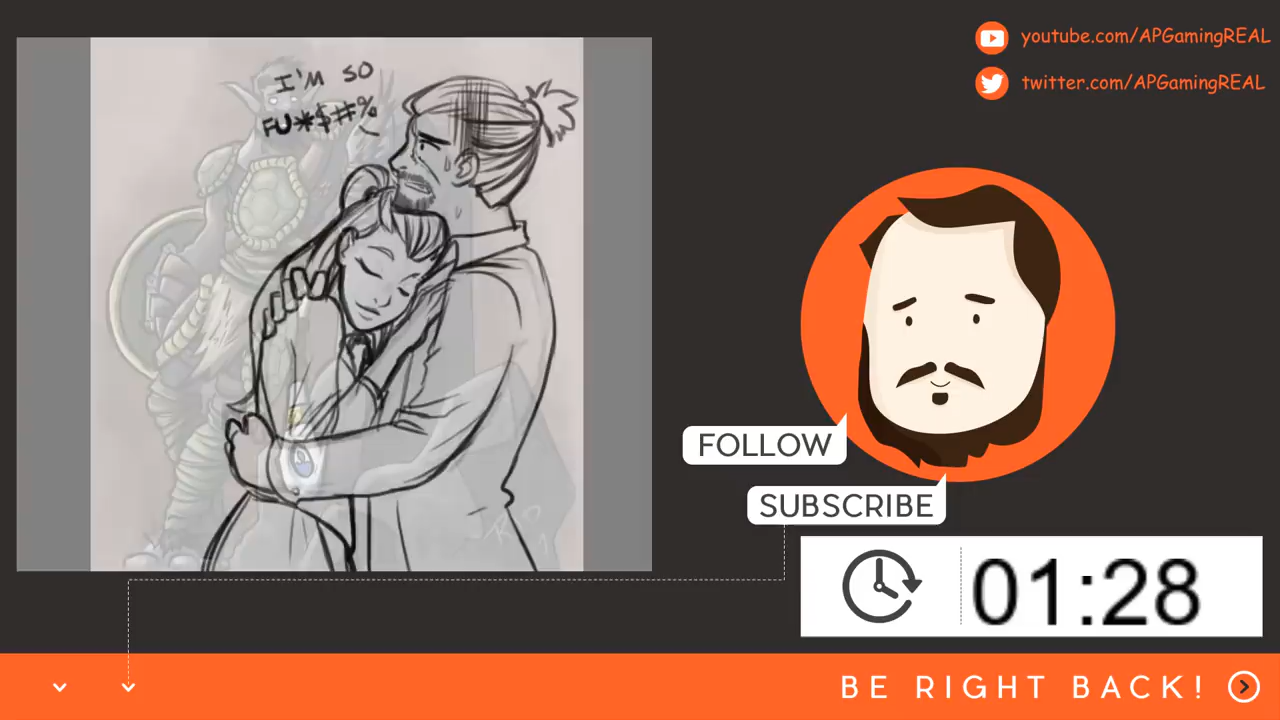 youtube.com/APGamingREAL
twitter.com/APGamingREAL
I'M SO
FU*$#%
FOLLOW
SUBSCRIBE
01:28
BE RIGHT BACK!